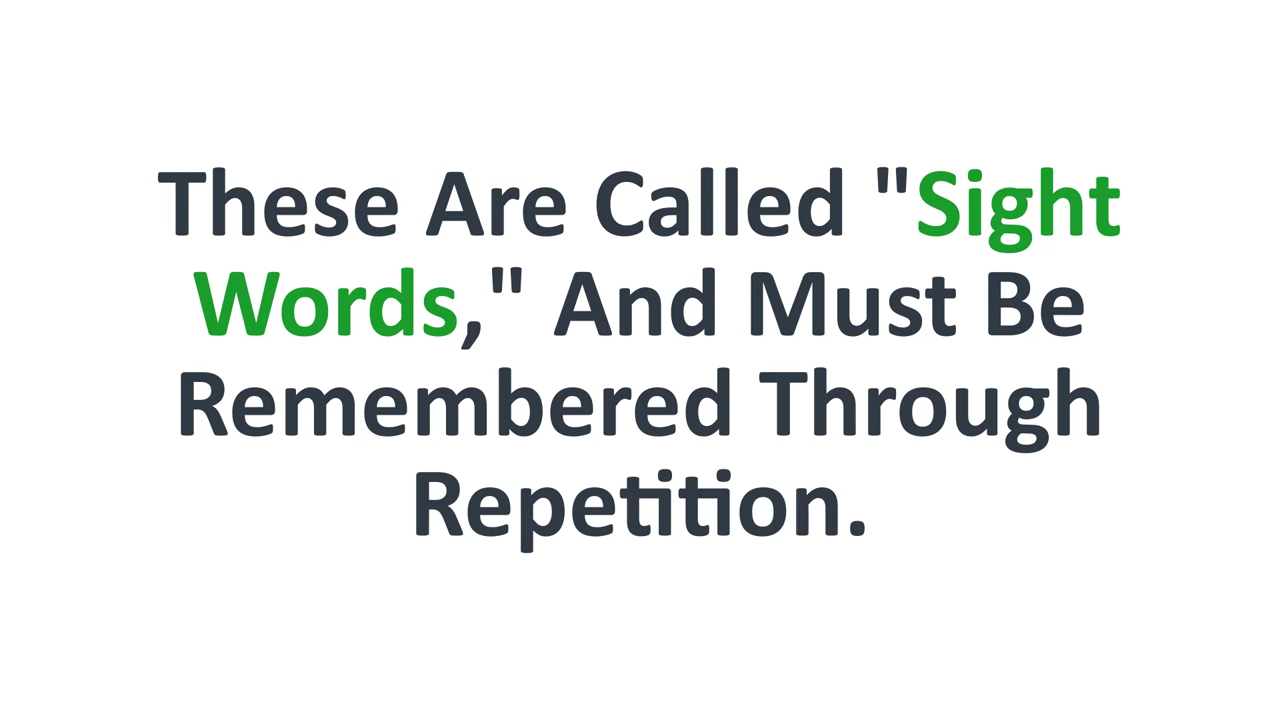 These Are Called "Sight
Words," And Must Be
Remembered Through
Repetition.